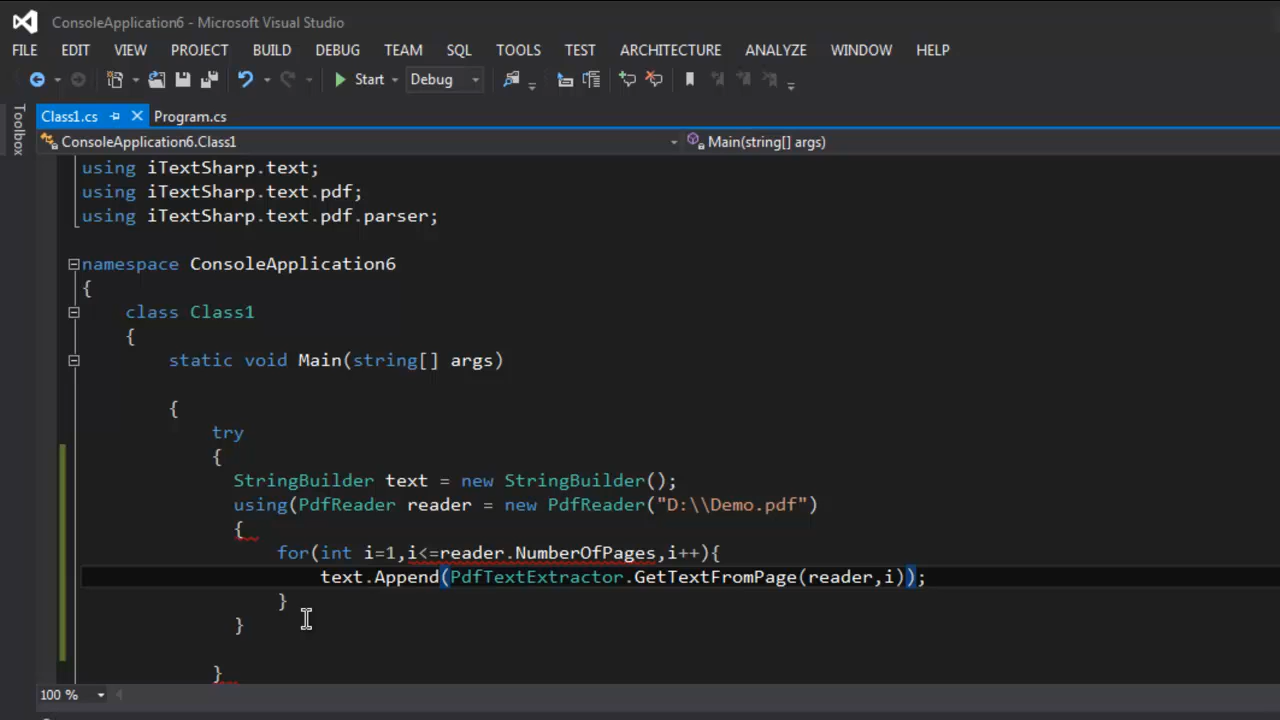 ConsoleApplication6 - Microsoft Visual Studio
FILE EDIT VIEW PROJECT BUILD DEBUG TEAM SQL TOOLS TEST ARCHITECTURE ANALYZE WINDOW HELP
Start Debug
Toolbox
Class1.cs Program.cs
ConsoleApplication6.Class1 Main(string[] args)
using iTextSharp.text;
using iTextSharp.text.pdf;
using iTextSharp.text.pdf.parser;
namespace ConsoleApplication6
{
class Class1
{
static void Main(string[] args)
{
try
{
StringBuilder text = new StringBuilder();
using(PdfReader reader = new PdfReader("D:\\Demo.pdf")
{
for(int i=1,i<=reader.NumberOfPages,i++){
text.Append(PdfTextExtractor.GetTextFromPage(reader,i));
}
}
}
100 %